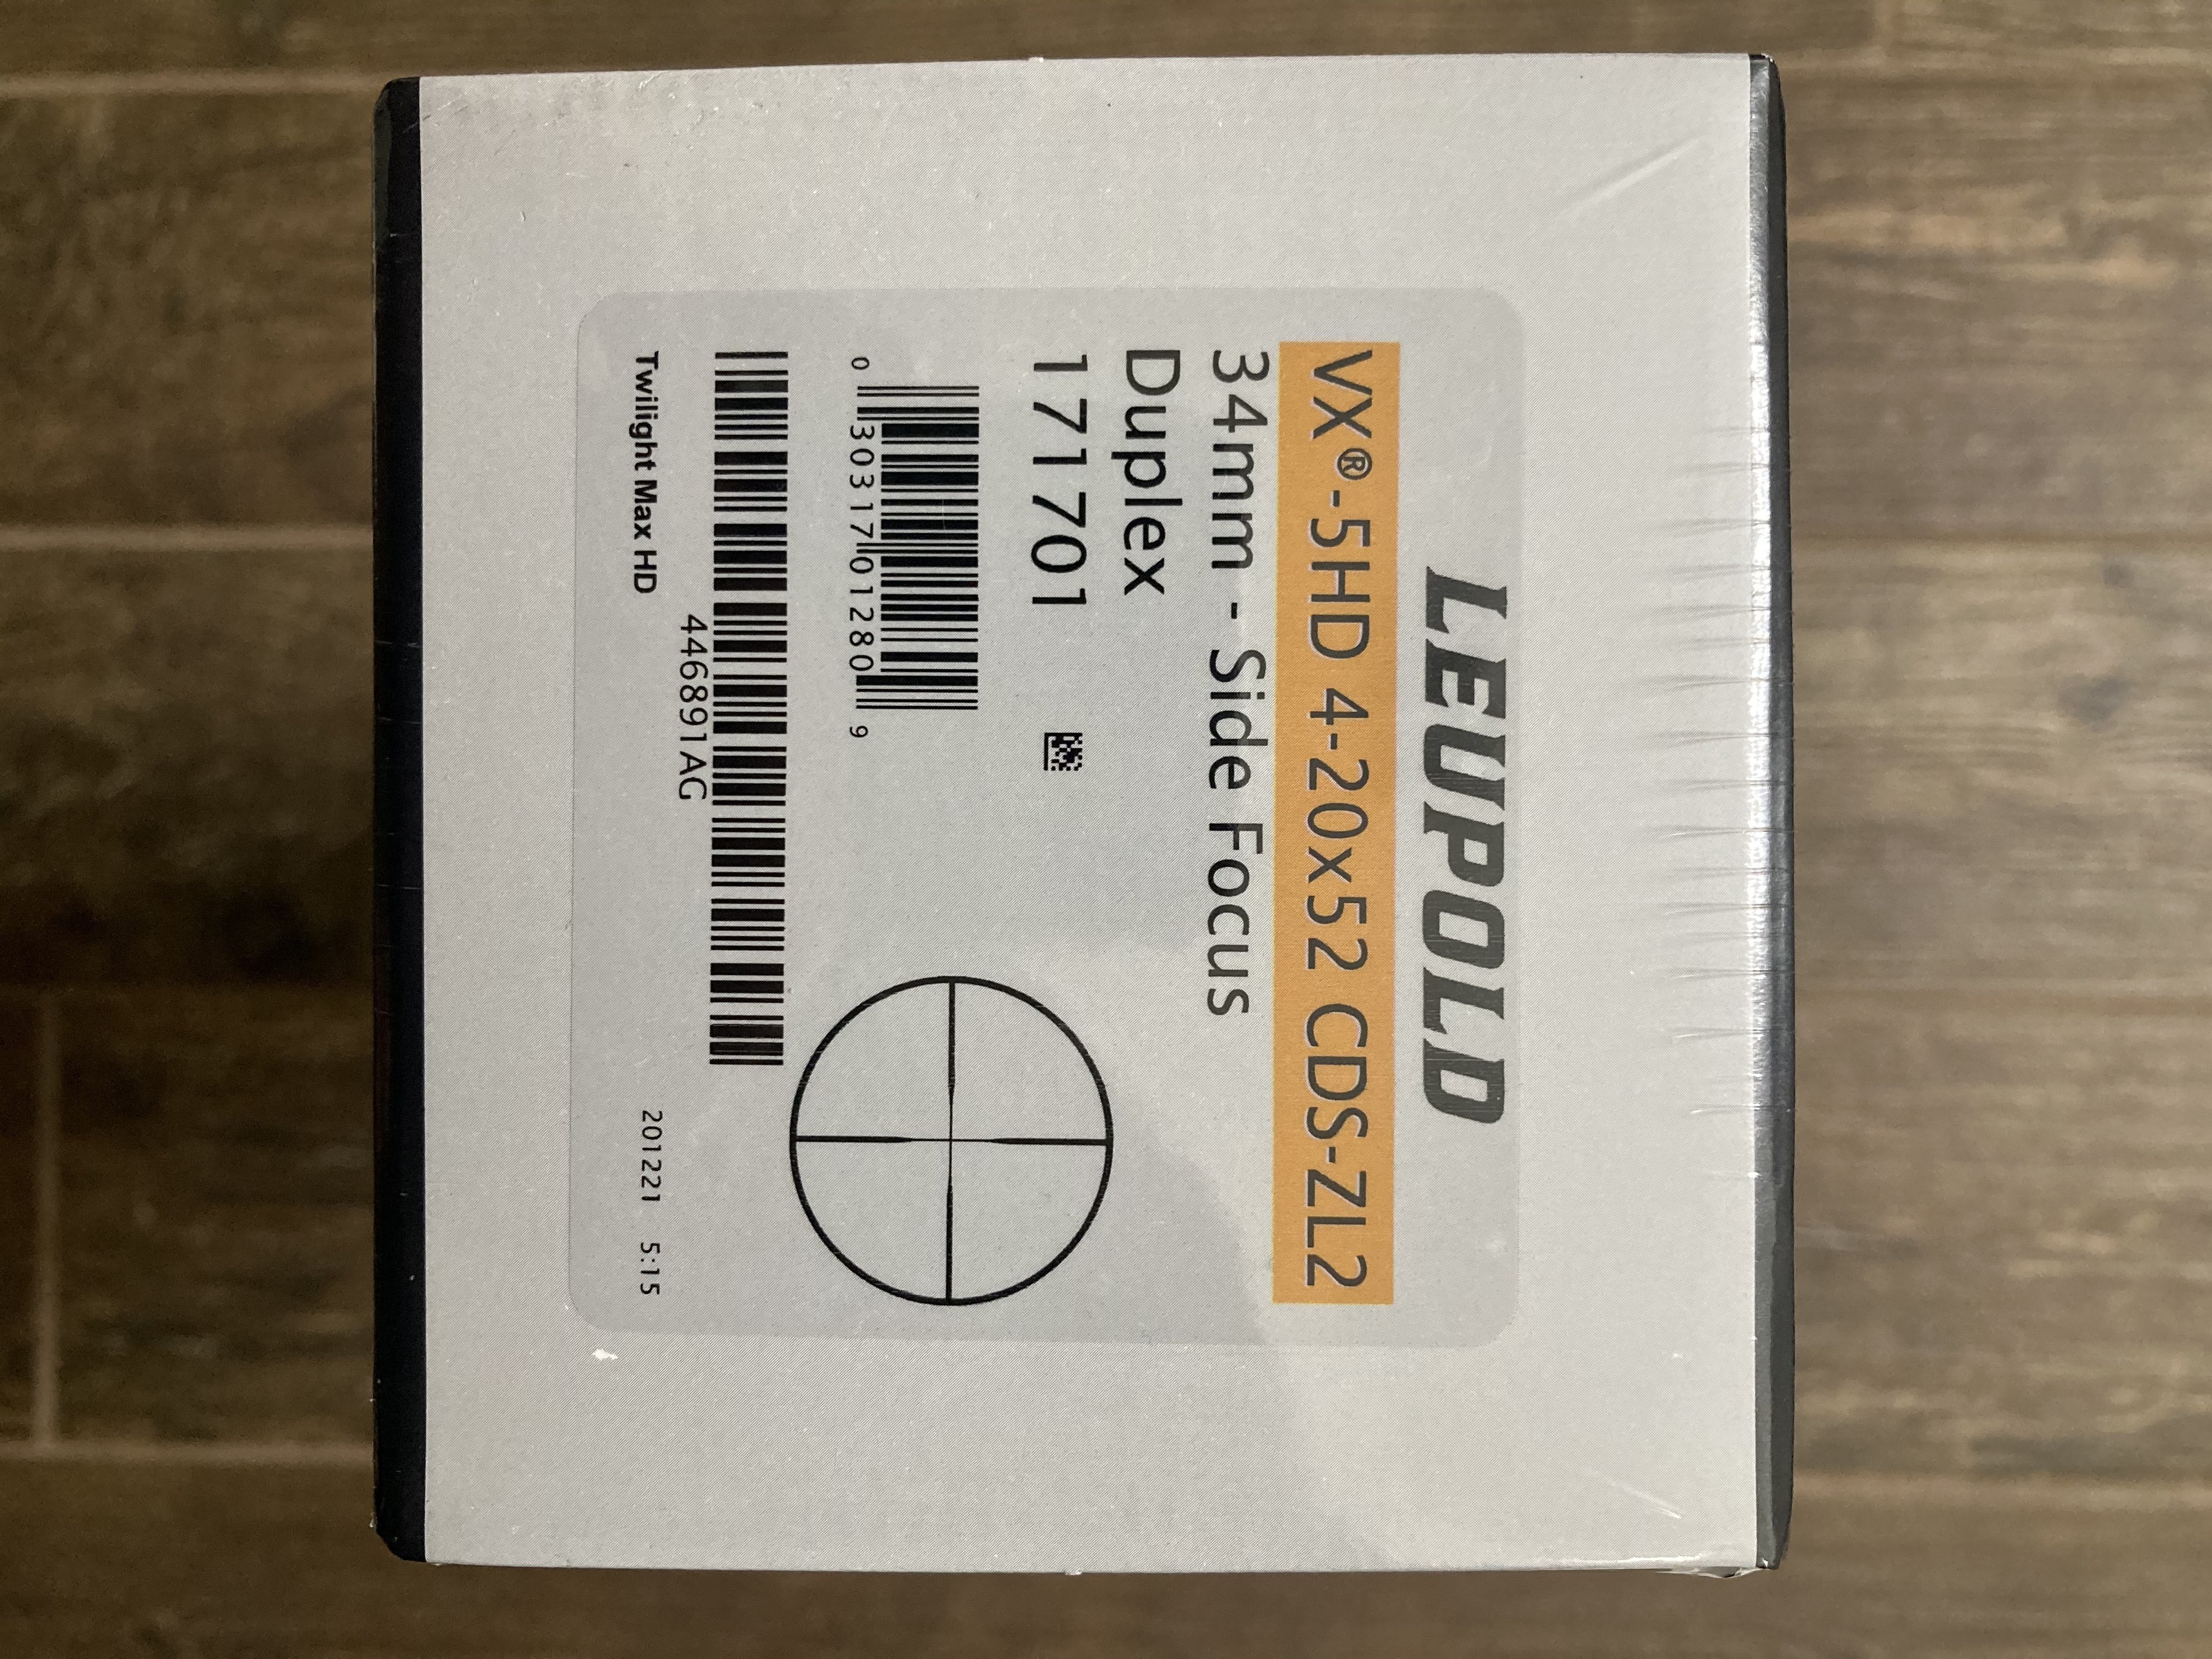 LEUPOLD
VX®-5HD 4-20x52 CDS-ZL2
34mm - Side Focus
Duplex
171701
0 30317 01280 9
446891AG
Twilight Max HD
201221 5:15